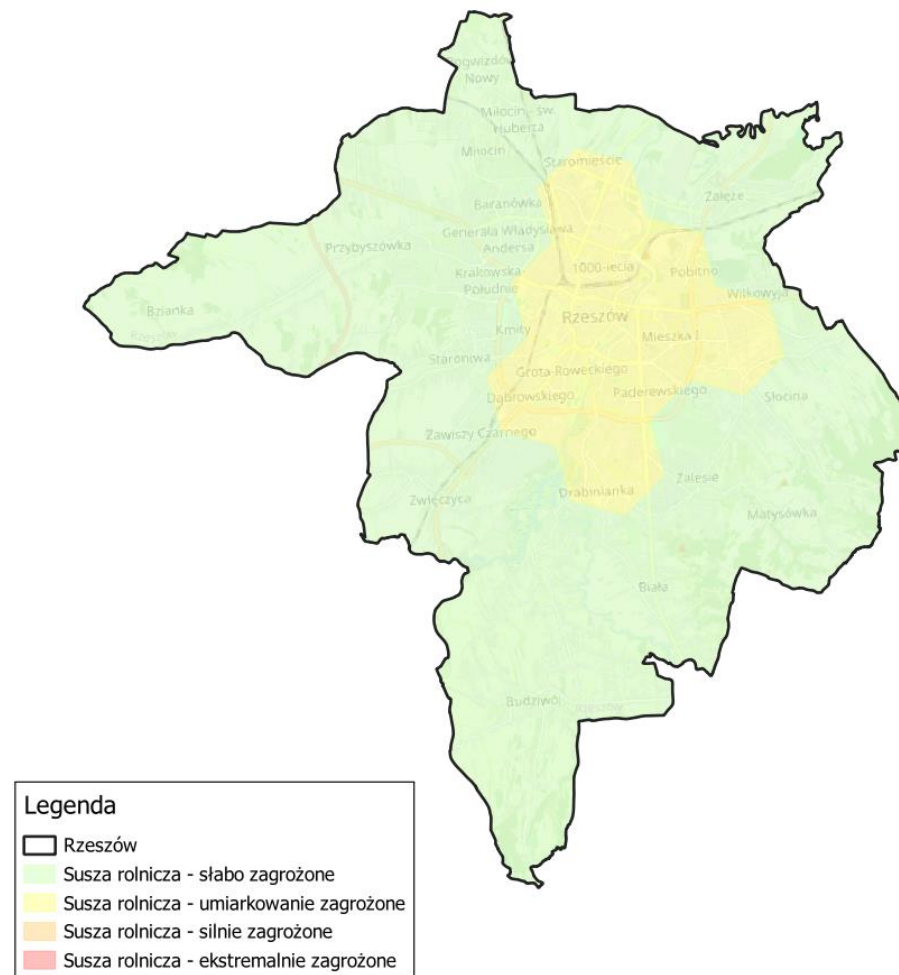 Nowy
Miłocin - św.
Huberta
Miłocin
Staromieście
Załęże
Baranówka
Generała Władysława
Andersa
Przybyszówka
1000-lecia
Pobitno
Krakowska
Południe
Wilkowyja
Bzianka
Rzeszów
Kmity
Mieszka I
Rzeszów
Staroniwa
Grota-Roweckiego
Paderewskiego
Dąbrowskiego
Słocina
Zawiszy Czarnego
Zalesie
Zwięczyca
Drabinianka
Matysówka
Biała
Budziwój
Rzeszów
Legenda
Rzeszów
Susza rolnicza - słabo zagrożone
Susza rolnicza - umiarkowanie zagrożone
Susza rolnicza - silnie zagrożone
Susza rolnicza - ekstremalnie zagrożone